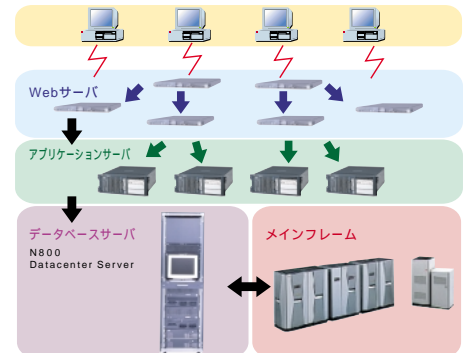 Webサーバ
アプリケーションサーバ
データベースサーバ
N800
Datacenter Server
メインフレーム